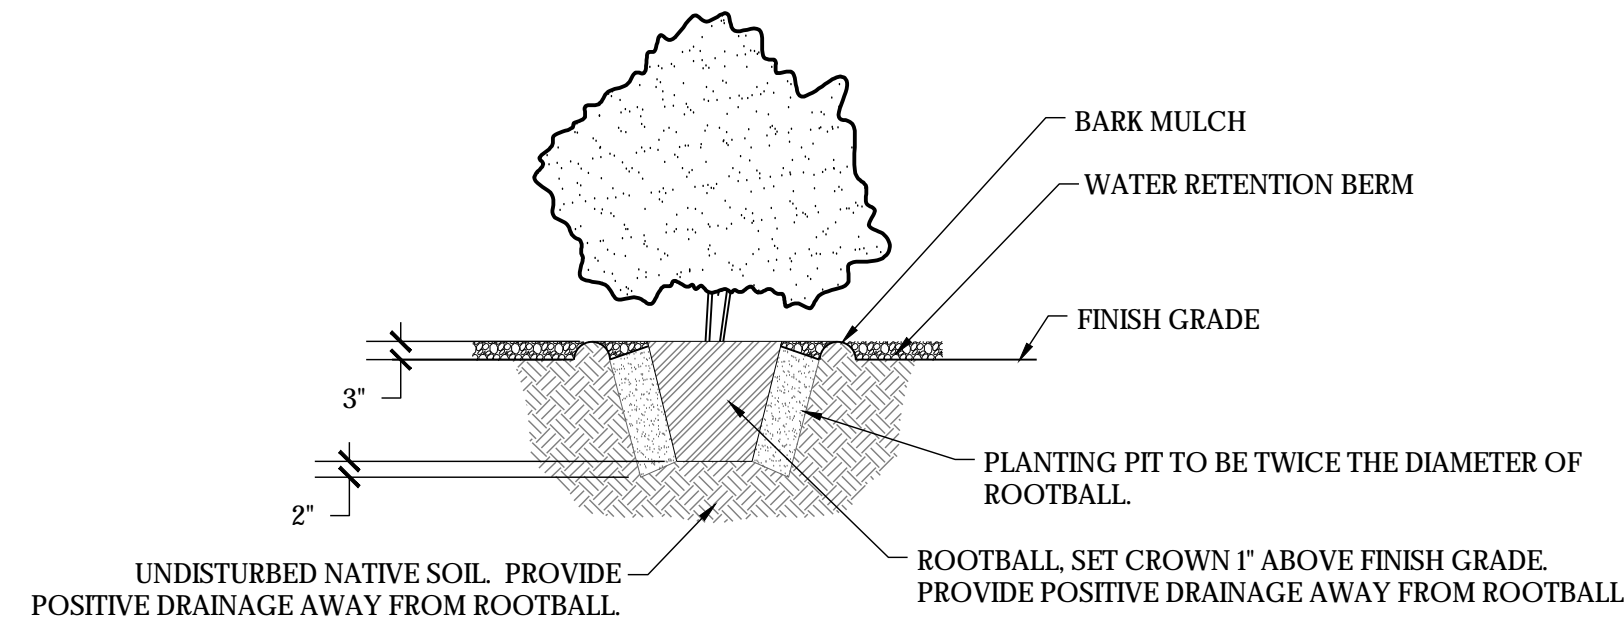 BARK MULCH
WATER RETENTION BERM
FINISH GRADE
3"
PLANTING PIT TO BE TWICE THE DIAMETER OF
ROOTBALL.
2"
ROOTBALL, SET CROWN 1" ABOVE FINISH GRADE.
PROVIDE POSITIVE DRAINAGE AWAY FROM ROOTBALL
UNDISTURBED NATIVE SOIL. PROVIDE
POSITIVE DRAINAGE AWAY FROM ROOTBALL.